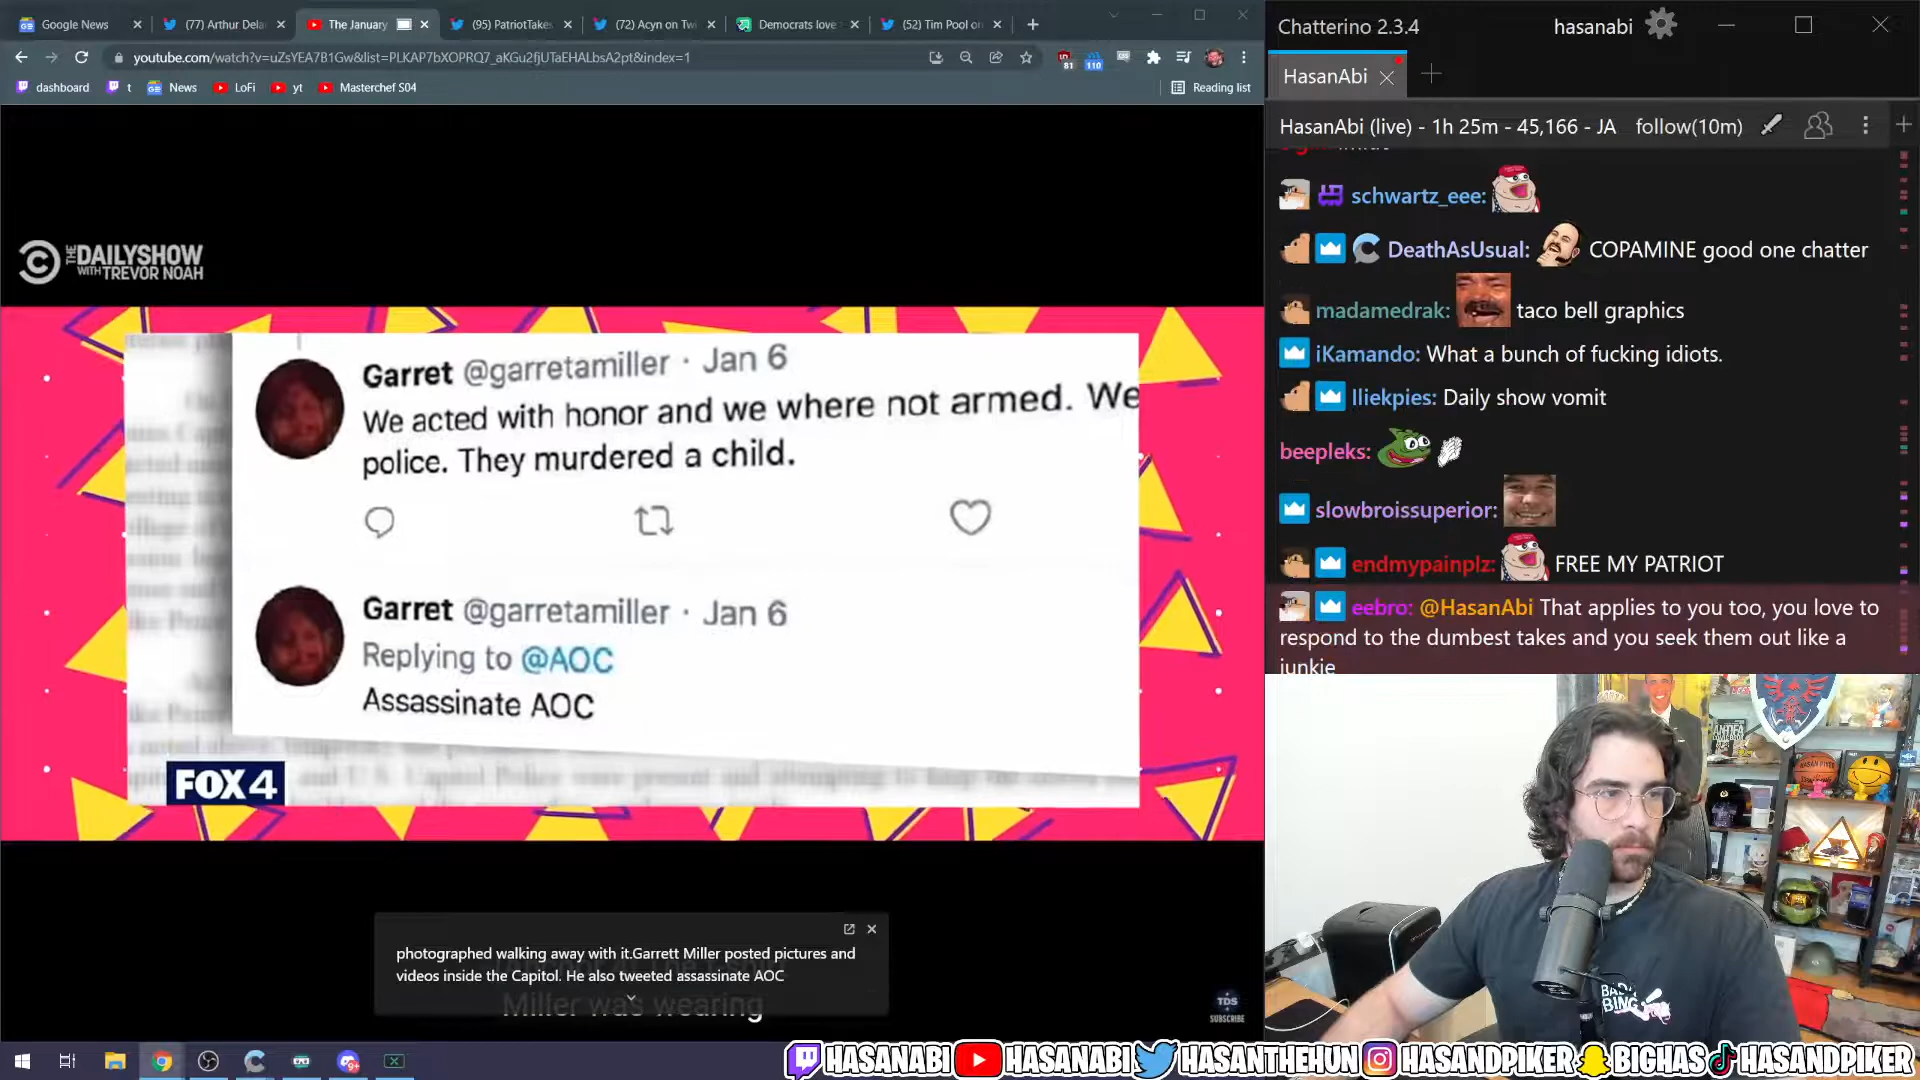 Google News
(77) Arthur Dela
The January
(95) PatriotTakes
(72) Acyn on Tw
Democrats love
(52) Tim Pool on
youtube.com/watch?v=uZsYEA7B1Gw&list=PLKAP7bXOPRQ7_aKGu2fjUTaEHALbsA2pt&index=1
81
110
dashboard
t
News
LoFi
yt
Masterchef S04
Reading list
THE DAILYSHOW
WITH TREVOR NOAH
Garret @garretamiller · Jan 6
We acted with honor and we where not armed. We
police. They murdered a child.
Garret @garretamiller · Jan 6
Replying to @AOC
Assassinate AOC
FOX 4
photographed walking away with it.Garrett Miller posted pictures and
videos inside the Capitol. He also tweeted assassinate AOC
Miller was wearing
TDS
SUBSCRIBE
Chatterino 2.3.4
hasanabi
HasanAbi
HasanAbi (live) - 1h 25m - 45,166 - JA
follow(10m)
schwartz_eee:
DeathAsUsual: COPAMINE good one chatter
madamedrak: taco bell graphics
iKamando: What a bunch of fucking idiots.
lliekpies: Daily show vomit
beepleks:
slowbroissuperior:
endmypainplz: FREE MY PATRIOT
eebro: @HasanAbi That applies to you too, you love to
respond to the dumbest takes and you seek them out like a
junkie
BADA
BING
HASANABI
HASANABI
HASANTHEHUN
HASANDPIKER
BIGHAS
HASANDPIKER